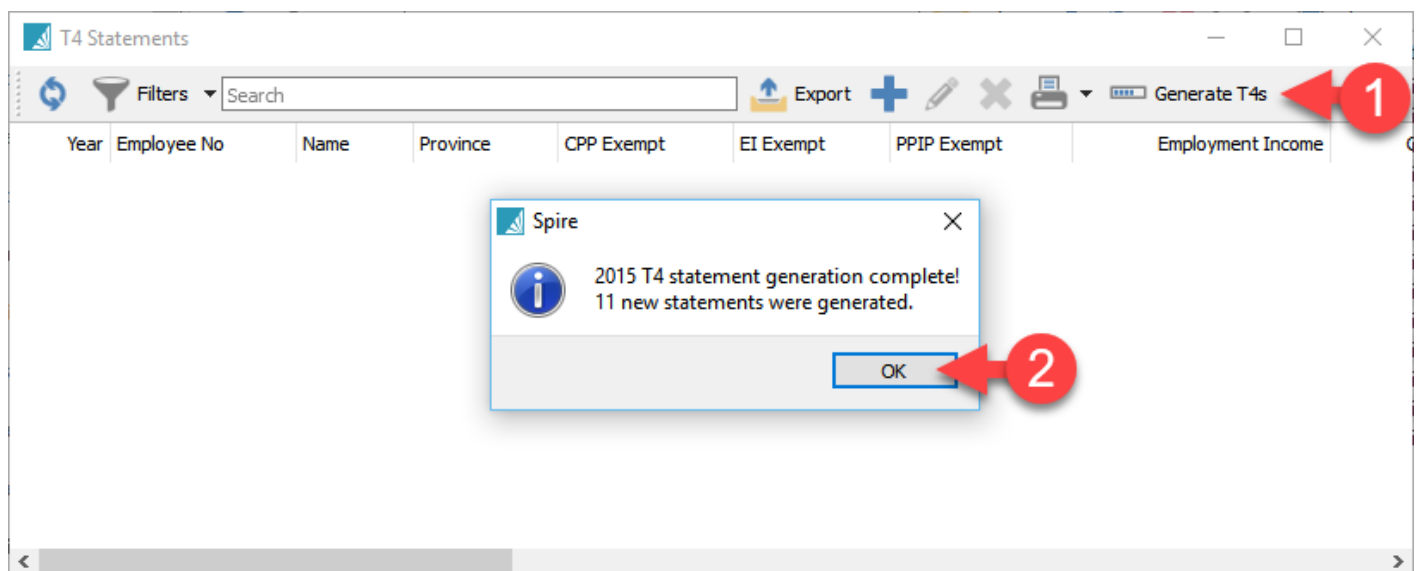 T4 Statements
Filters Search Export Generate T4s 1
Year Employee No Name Province CPP Exempt EI Exempt PPIP Exempt Employment Income
Spire
2015 T4 statement generation complete!
11 new statements were generated.
OK 2